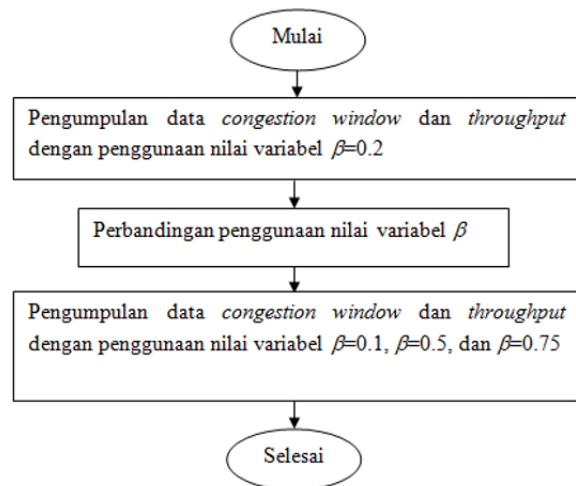 Mulai
Pengumpulan data congestion window dan throughput
dengan penggunaan nilai variabel β=0.2
Perbandingan penggunaan nilai variabel β
Pengumpulan data congestion window dan throughput
dengan penggunaan nilai variabel β=0.1, β=0.5, dan β=0.75
Selesai